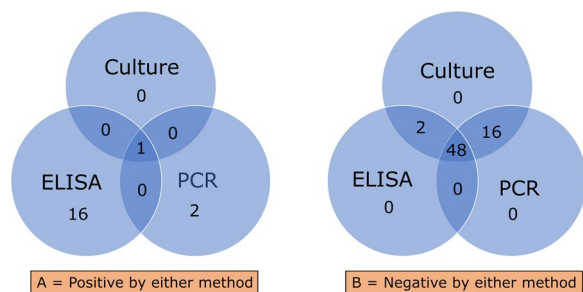 Culture
0
0
0
1
ELISA
PCR
0
16
2
A = Positive by either method
Culture
0
2
16
48
ELISA
0
PCR
0
0
B = Negative by either method